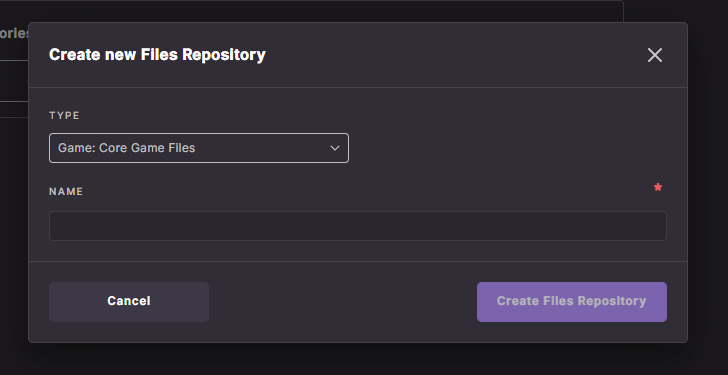 ories
Create new Files Repository
TYPE
Game: Core Game Files
NAME
*
Cancel
Create Files Repository